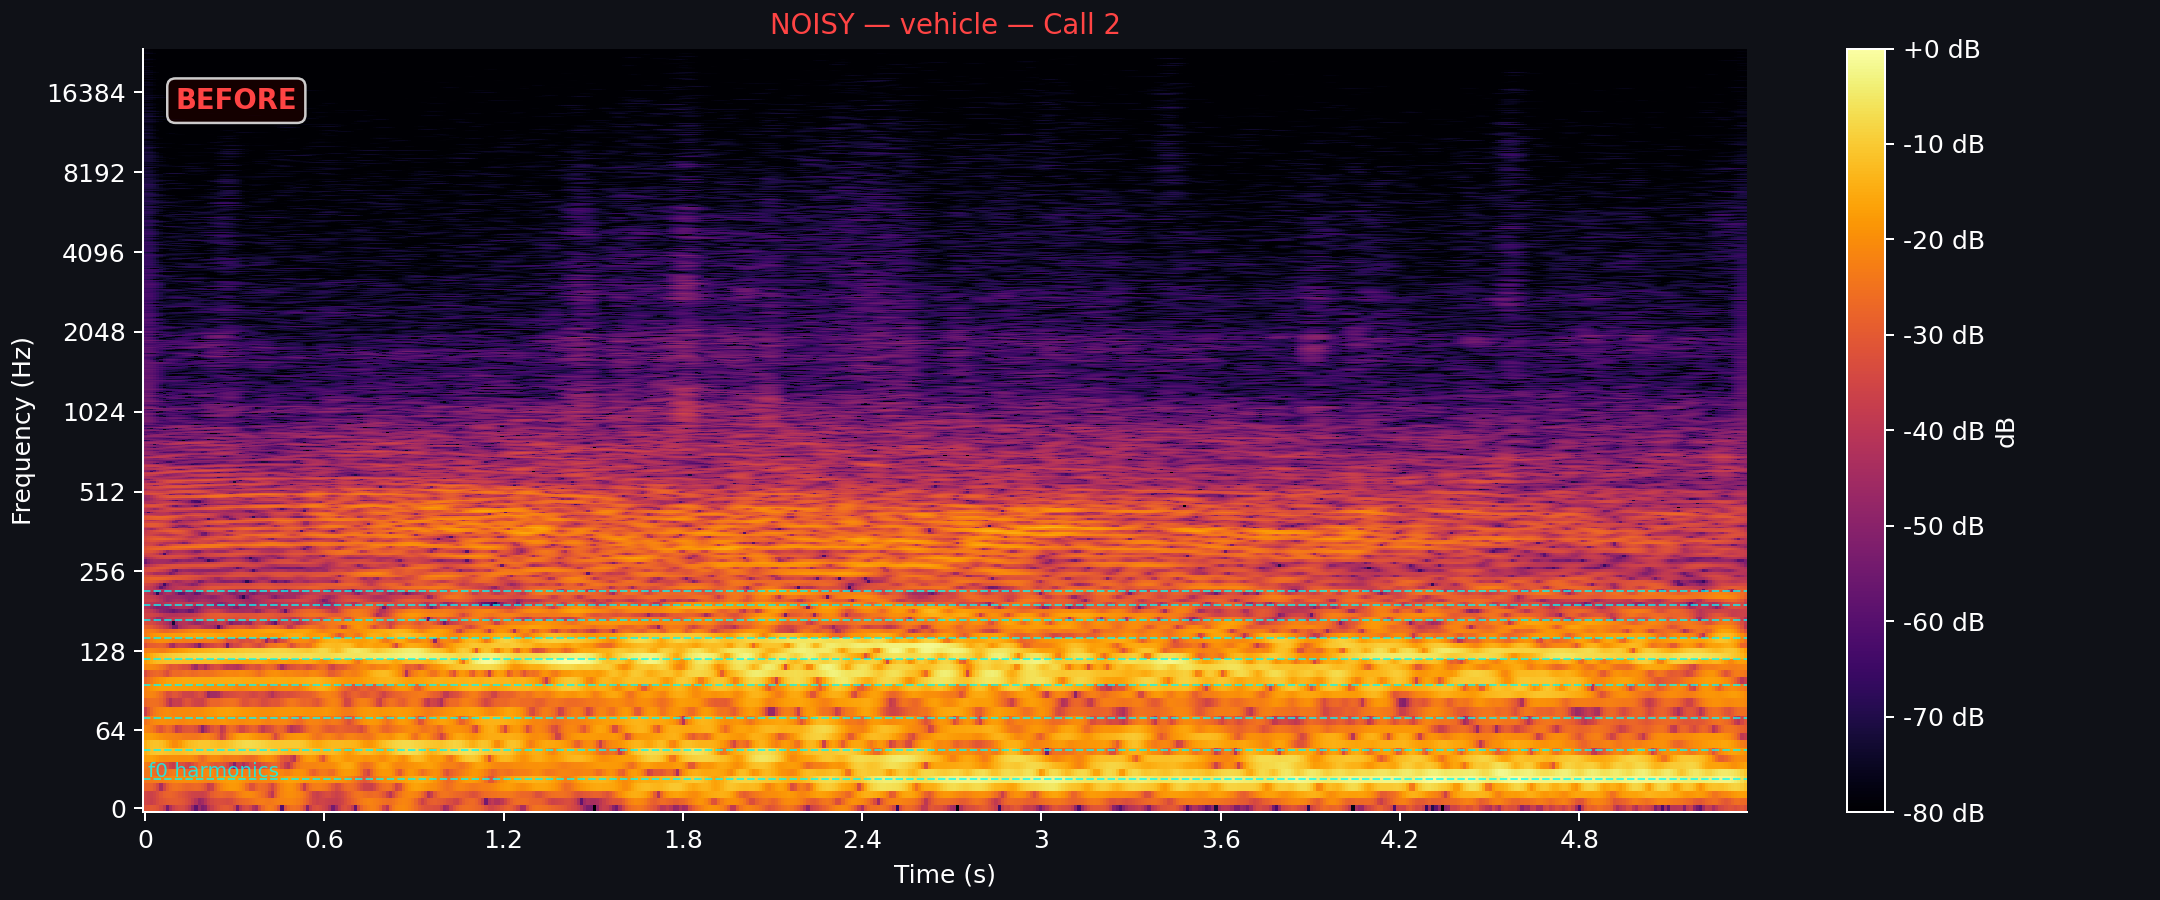 NOISY — vehicle — Call 2
BEFORE
Frequency (Hz)
16384
8192
4096
2048
1024
512
256
128
64
0
f0 harmonics
0 0.6 1.2 1.8 2.4 3 3.6 4.2 4.8
Time (s)
+0 dB
-10 dB
-20 dB
-30 dB
-40 dB
-50 dB
-60 dB
-70 dB
-80 dB
dB